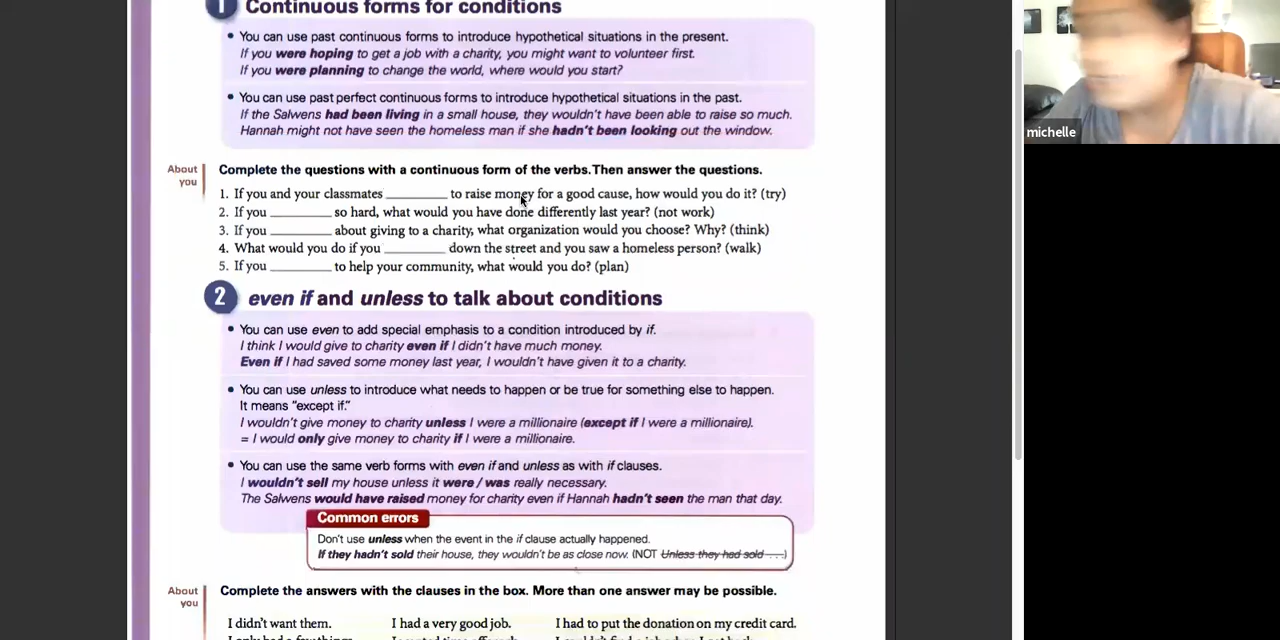 1 Continuous forms for conditions
• You can use past continuous forms to introduce hypothetical situations in the present.
If you were hoping to get a job with a charity, you might want to volunteer first.
If you were planning to change the world, where would you start?
• You can use past perfect continuous forms to introduce hypothetical situations in the past.
If the Salwens had been living in a small house, they wouldn't have been able to raise so much.
Hannah might not have seen the homeless man if she hadn't been looking out the window.
About
you
Complete the questions with a continuous form of the verbs. Then answer the questions.
1. If you and your classmates ________ to raise money for a good cause, how would you do it? (try)
2. If you ________ so hard, what would you have done differently last year? (not work)
3. If you ________ about giving to a charity, what organization would you choose? Why? (think)
4. What would you do if you ________ down the street and you saw a homeless person? (walk)
5. If you ________ to help your community, what would you do? (plan)
2 even if and unless to talk about conditions
• You can use even to add special emphasis to a condition introduced by if.
I think I would give to charity even if I didn't have much money.
Even if I had saved some money last year, I wouldn't have given it to a charity.
• You can use unless to introduce what needs to happen or be true for something else to happen.
It means "except if."
I wouldn't give money to charity unless I were a millionaire (except if I were a millionaire).
= I would only give money to charity if I were a millionaire.
• You can use the same verb forms with even if and unless as with if clauses.
I wouldn't sell my house unless it were / was really necessary.
The Salwens would have raised money for charity even if Hannah hadn't seen the man that day.
Common errors
Don't use unless when the event in the if clause actually happened.
If they hadn't sold their house, they wouldn't be as close now. (NOT Unless they had sold . . .)
About
you
Complete the answers with the clauses in the box. More than one answer may be possible.
I didn't want them. I had a very good job. I had to put the donation on my credit card.
michelle